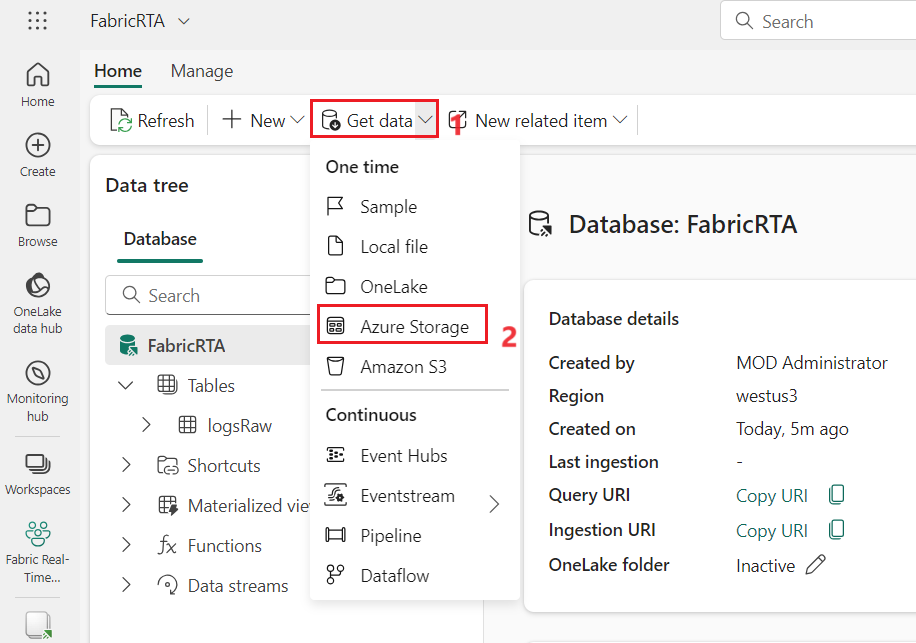 FabricRTA
Search
Home
Create
Browse
OneLake
data hub
Monitoring
hub
Workspaces
Fabric Real-
Time...
Home
Manage
Refresh
New
Get data
1
New related item
Data tree
Database
Search
FabricRTA
Tables
logsRaw
Shortcuts
Materialized vie
Functions
Data streams
One time
Sample
Local file
OneLake
Azure Storage
2
Amazon S3
Continuous
Event Hubs
Eventstream
Pipeline
Dataflow
Database: FabricRTA
Database details
Created by MOD Administrator
Region westus3
Created on Today, 5m ago
Last ingestion -
Query URI Copy URI
Ingestion URI Copy URI
OneLake folder Inactive